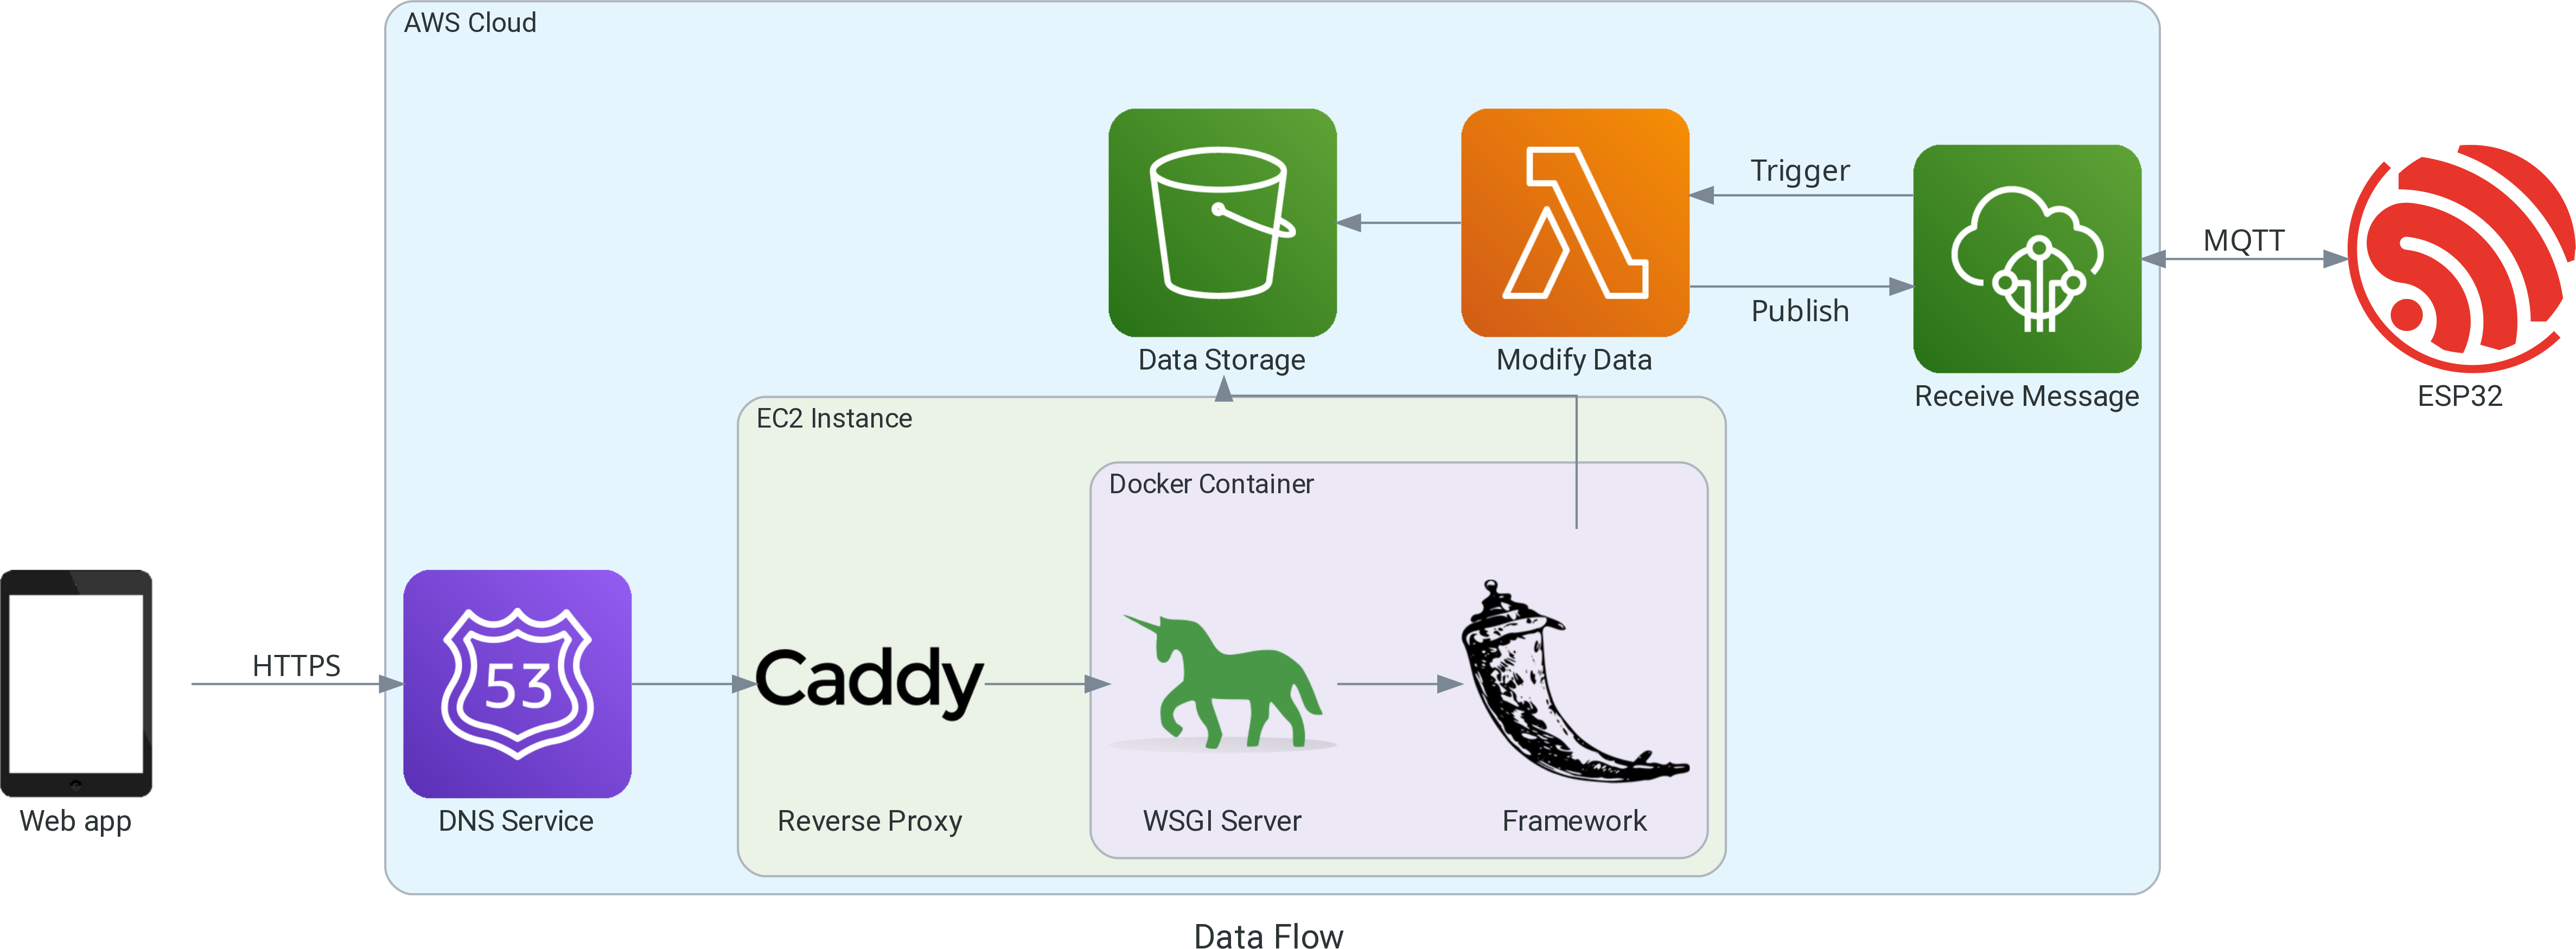 AWS Cloud
Trigger
MQTT
Publish
Data Storage
Modify Data
Receive Message
ESP32
EC2 Instance
Docker Container
HTTPS
53
Caddy
Web app
DNS Service
Reverse Proxy
WSGI Server
Framework
Data Flow